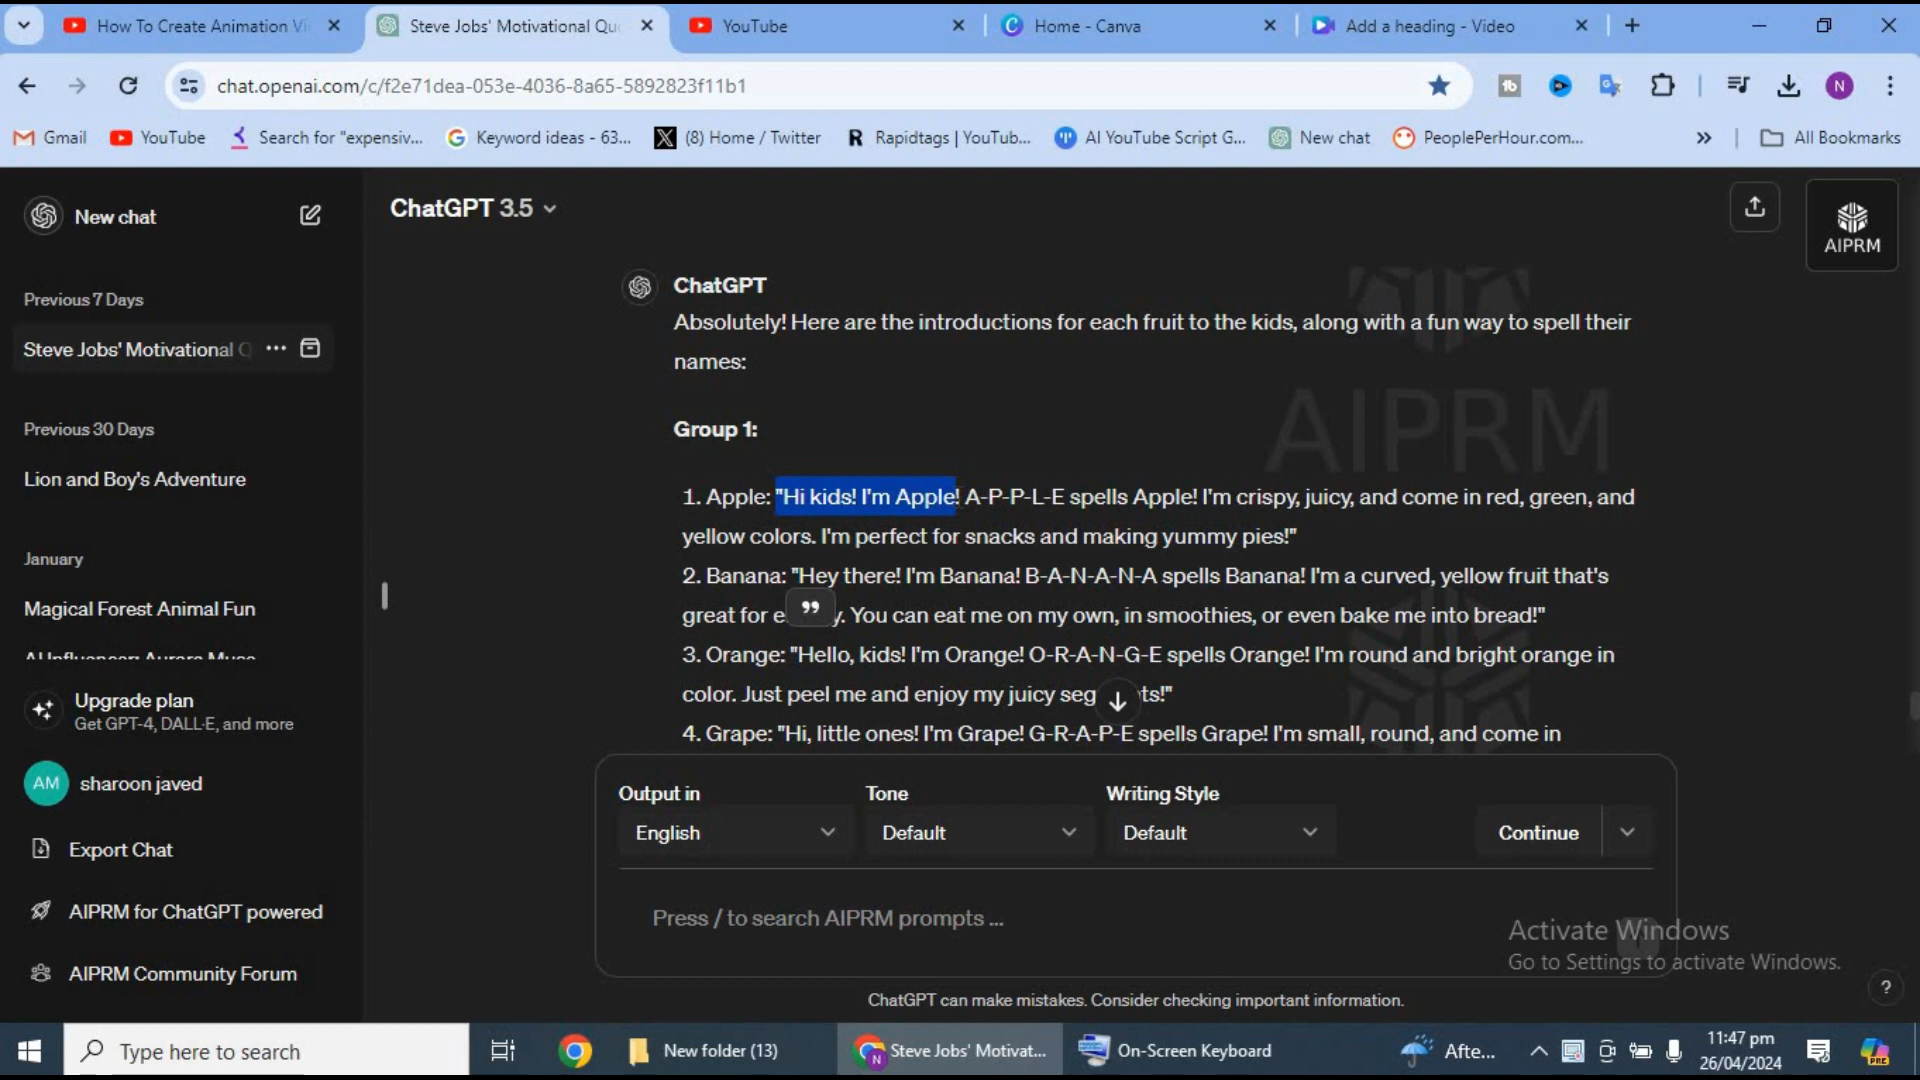 How To Create Animation Vi
Steve Jobs' Motivational Qu
YouTube
Home - Canva
Add a heading - Video
chat.openai.com/c/f2e71dea-053e-4036-8a65-5892823f11b1
N
Gmail
YouTube
Search for "expensiv...
Keyword ideas - 63...
(8) Home / Twitter
Rapidtags | YouTub...
AI YouTube Script G...
New chat
PeoplePerHour.com...
All Bookmarks
New chat
ChatGPT 3.5
AIPRM
Previous 7 Days
Steve Jobs' Motivational Q
Previous 30 Days
Lion and Boy's Adventure
January
Magical Forest Animal Fun
AI Influencer: Aurora Muse
Upgrade plan
Get GPT-4, DALL·E, and more
AM
sharoon javed
Export Chat
AIPRM for ChatGPT powered
AIPRM Community Forum
ChatGPT
Absolutely! Here are the introductions for each fruit to the kids, along with a fun way to spell their
names:
AIPRM
Group 1:
1. Apple: "Hi kids! I'm Apple! A-P-P-L-E spells Apple! I'm crispy, juicy, and come in red, green, and
yellow colors. I'm perfect for snacks and making yummy pies!"
2. Banana: "Hey there! I'm Banana! B-A-N-A-N-A spells Banana! I'm a curved, yellow fruit that's
great for e y. You can eat me on my own, in smoothies, or even bake me into bread!"
3. Orange: "Hello, kids! I'm Orange! O-R-A-N-G-E spells Orange! I'm round and bright orange in
color. Just peel me and enjoy my juicy seg ts!"
4. Grape: "Hi, little ones! I'm Grape! G-R-A-P-E spells Grape! I'm small, round, and come in
Output in
Tone
Writing Style
English
Default
Default
Continue
Press / to search AIPRM prompts ...
Activate Windows
Go to Settings to activate Windows.
ChatGPT can make mistakes. Consider checking important information.
?
Type here to search
New folder (13)
Steve Jobs' Motivat...
On-Screen Keyboard
Afte...
11:47 pm
26/04/2024